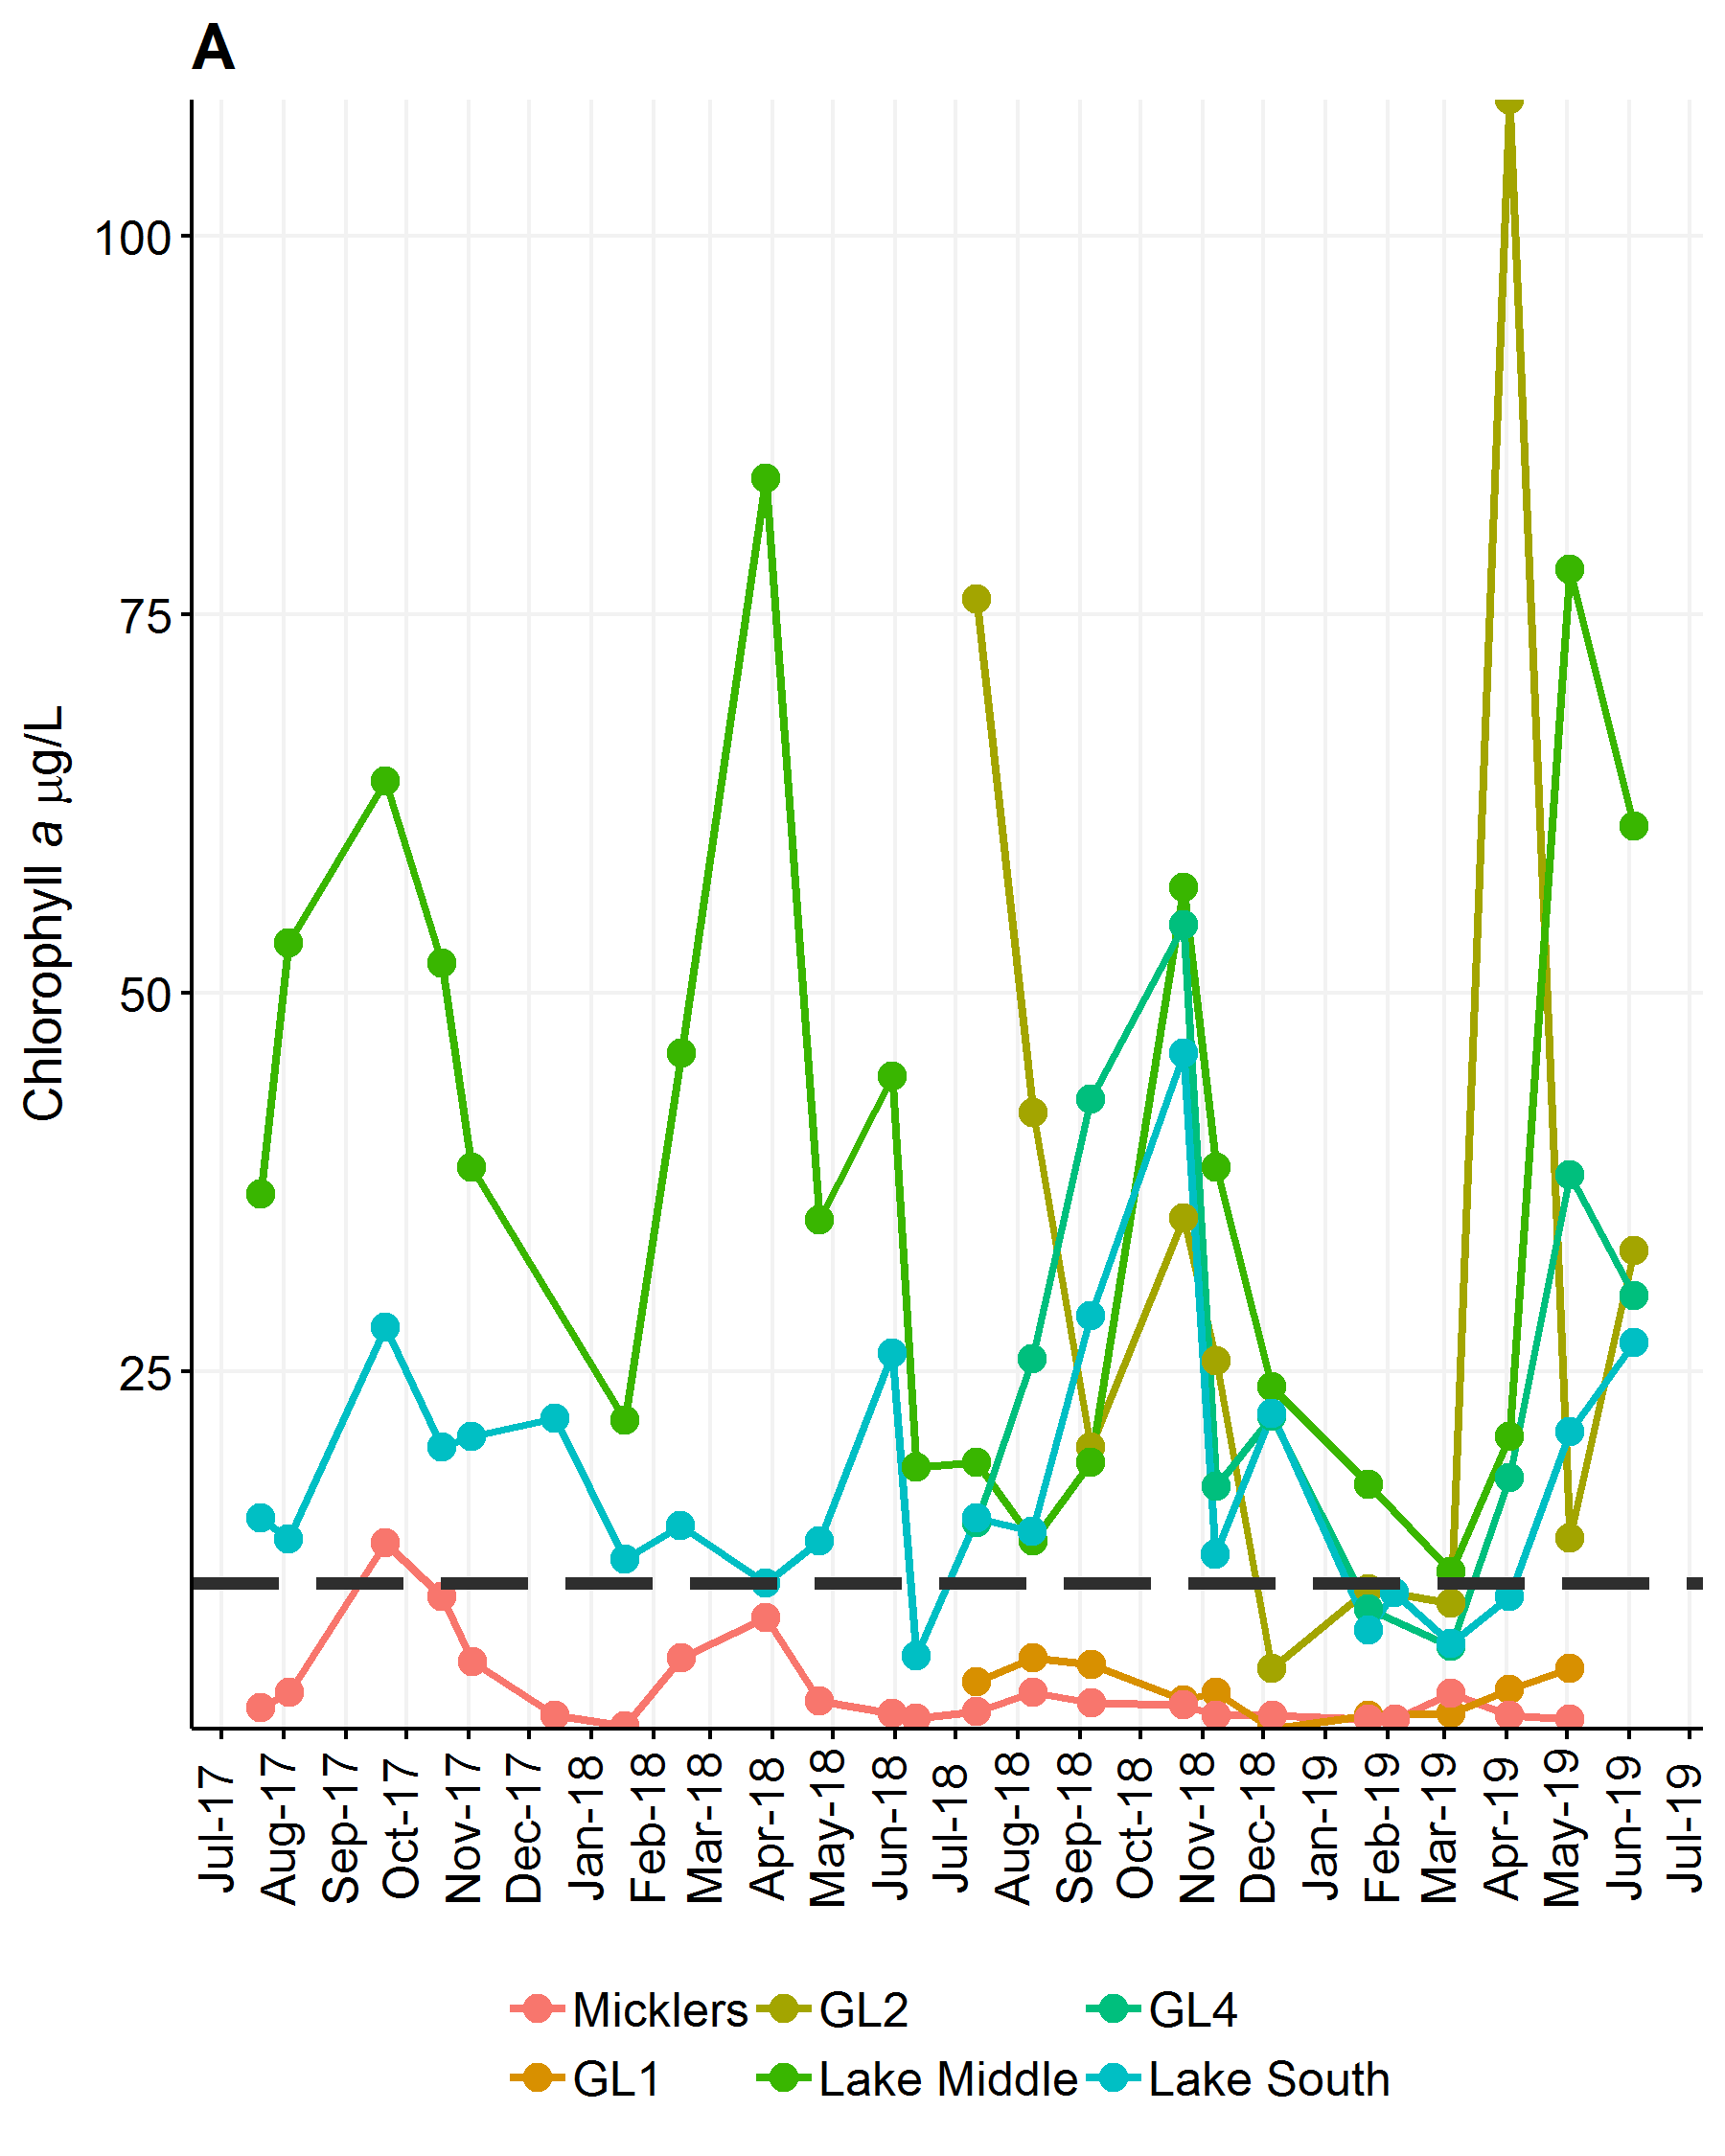 A
Chlorophyll a µg/L
100
75
50
25
Jul-17
Aug-17
Sep-17
Oct-17
Nov-17
Dec-17
Jan-18
Feb-18
Mar-18
Apr-18
May-18
Jun-18
Jul-18
Aug-18
Sep-18
Oct-18
Nov-18
Dec-18
Jan-19
Feb-19
Mar-19
Apr-19
May-19
Jun-19
Jul-19
Micklers GL2 GL4
GL1 Lake Middle Lake South